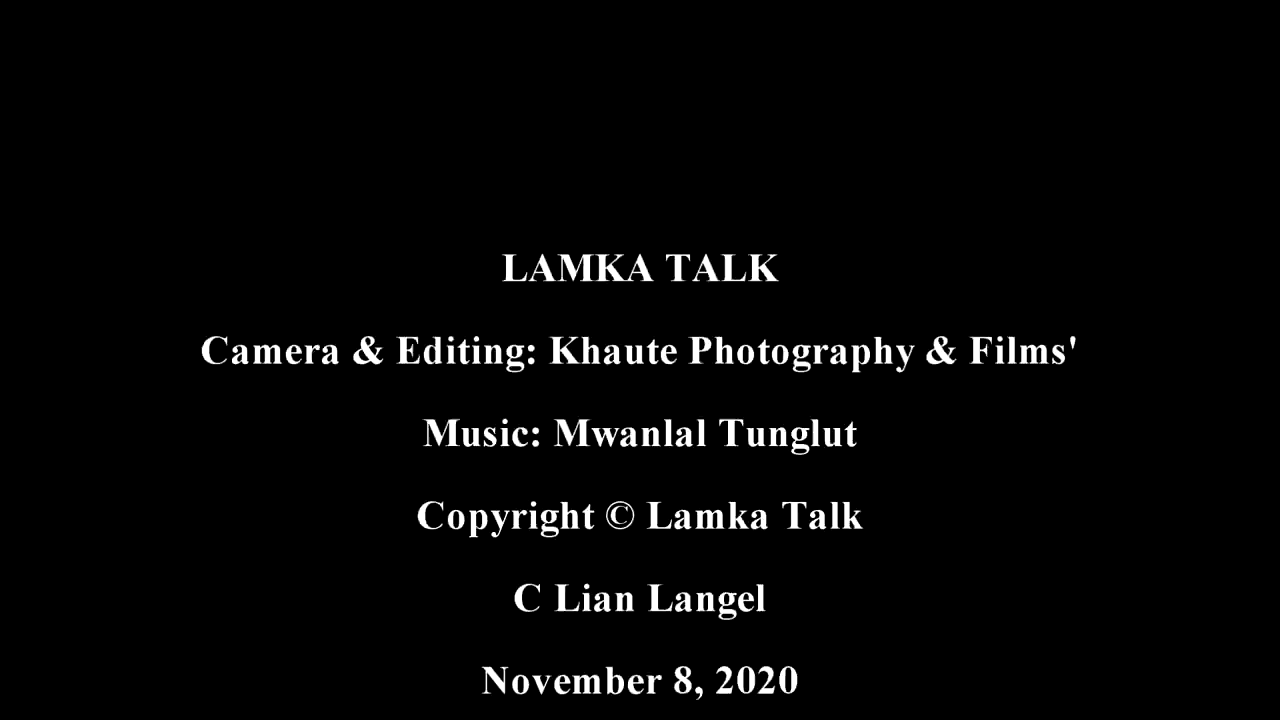 LAMKA TALK
Camera & Editing: Khaute Photography & Films'
Music: Mwanlal Tunglut
Copyright © Lamka Talk
C Lian Langel
November 8, 2020